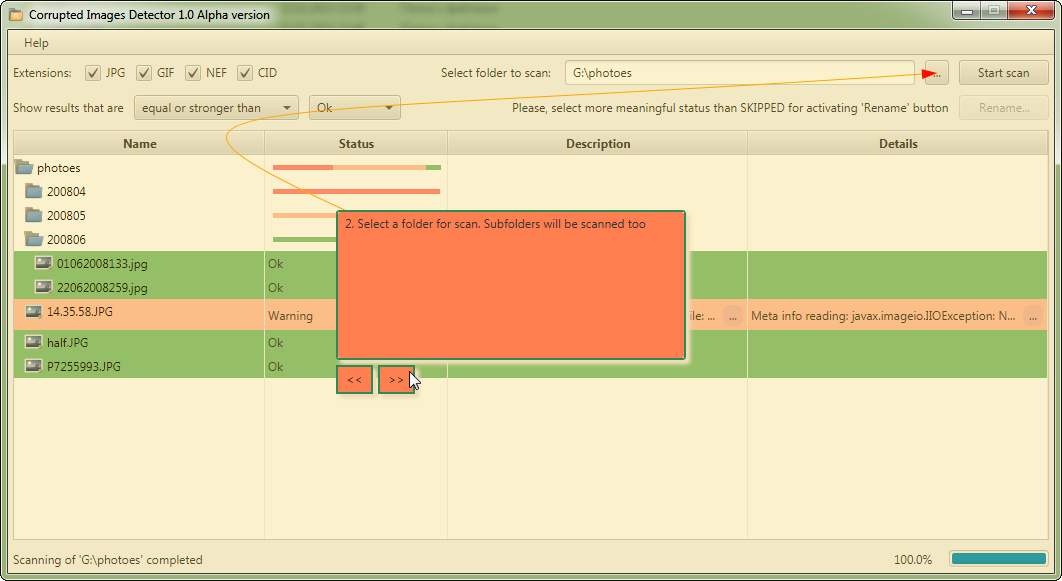 Corrupted Images Detector 1.0 Alpha version
Help
Extensions: JPG GIF NEF CID Select folder to scan: G:\photoes ... Start scan
Show results that are equal or stronger than Ok Please, select more meaningful status than SKIPPED for activating 'Rename' button Rename...
Name Status Description Details
photoes
200804
200805
2. Select a folder for scan. Subfolders will be scanned too
200806
01062008133.jpg Ok
22062008259.jpg Ok
14.35.58.JPG Warning ile: ... ... Meta info reading: javax.imageio.IIOException: N... ...
half.JPG Ok
P7255993.JPG Ok
<< >>
Scanning of 'G:\photoes' completed 100.0%